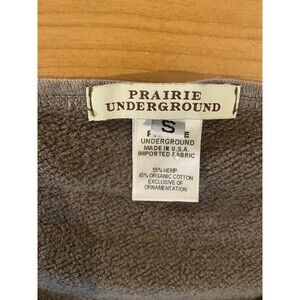 PRAIRIE
UNDERGROUND
S
UNDERGROUND
MADE IN U.S.A.
IMPORTED FABRIC
55% HEMP
45% ORGANIC COTTON
EXCLUSIVE OF
ORNAMENTATION